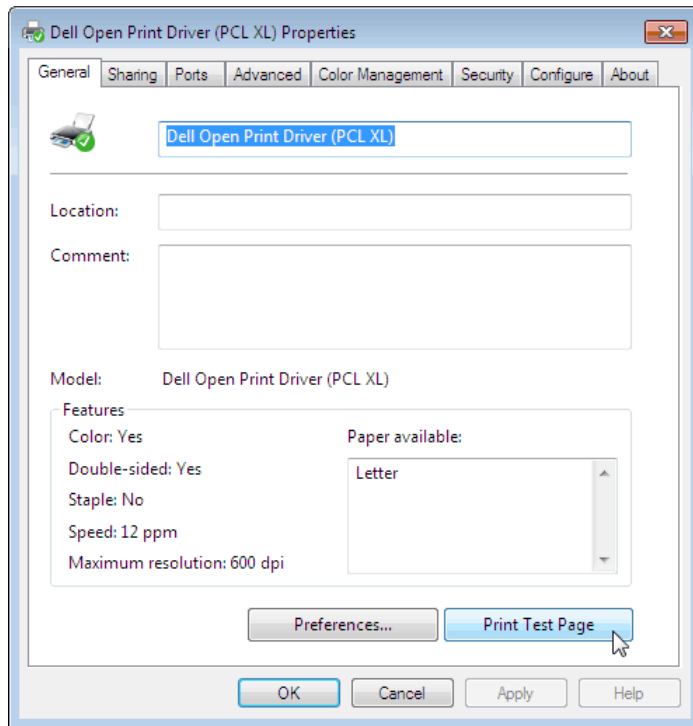 Dell Open Print Driver (PCL XL) Properties
General Sharing Ports Advanced Color Management Security Configure About
Dell Open Print Driver (PCL XL)
Location:
Comment:
Model: Dell Open Print Driver (PCL XL)
Features
Color: Yes
Double-sided: Yes
Staple: No
Speed: 12 ppm
Maximum resolution: 600 dpi
Paper available:
Letter
Preferences... Print Test Page
OK Cancel Apply Help